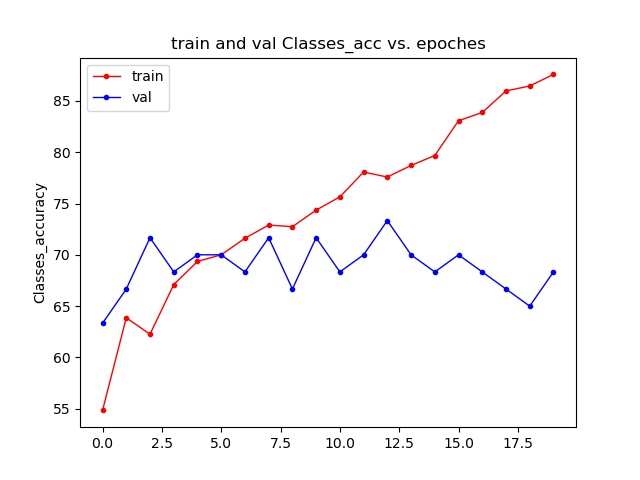 train and val Classes_acc vs. epoches
train
val
Classes_accuracy
85
80
75
70
65
60
55
0.0 2.5 5.0 7.5 10.0 12.5 15.0 17.5